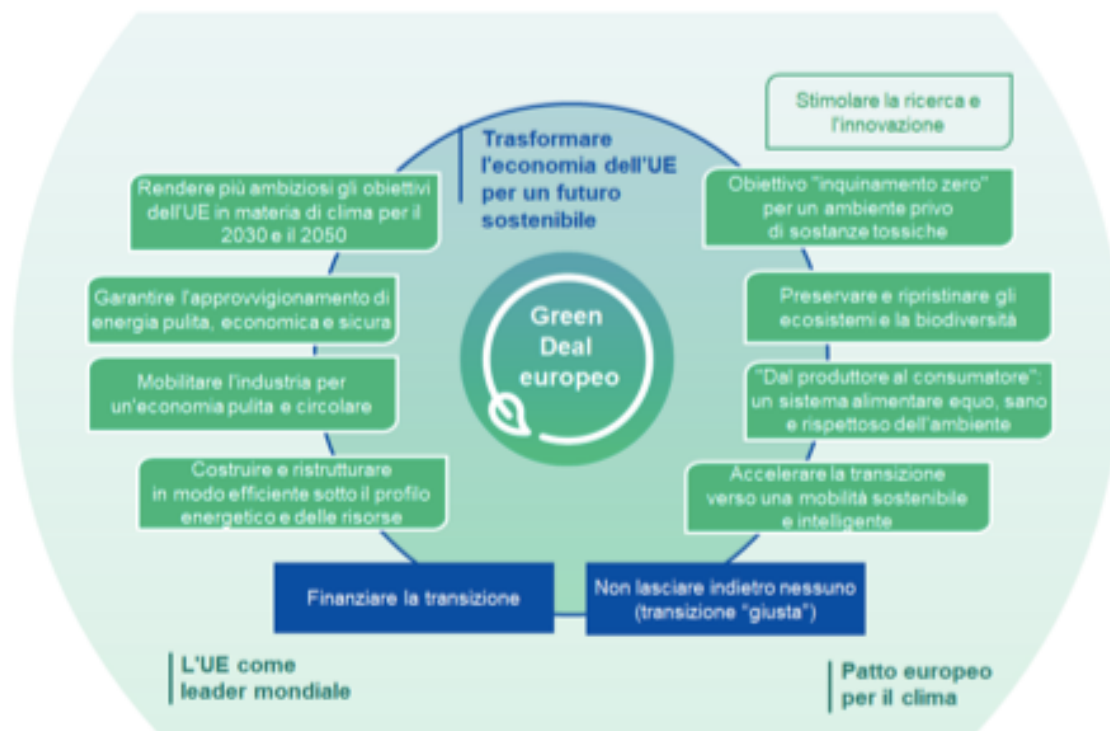 Stimolare la ricerca e
l'innovazione
Trasformare
l'economia dell'UE
per un futuro
sostenibile
Rendere più ambiziosi gli obiettivi
dell'UE in materia di clima per il
2030 e il 2050
Obiettivo "inquinamento zero"
per un ambiente privo
di sostanze tossiche
Garantire l'approvvigionamento di
energia pulita, economica e sicura
Preservare e ripristinare gli
ecosistemi e la biodiversità
Green
Deal
europeo
Mobilitare l'industria per
un'economia pulita e circolare
"Dal produttore al consumatore":
un sistema alimentare equo, sano
e rispettoso dell'ambiente
Costruire e ristrutturare
in modo efficiente sotto il profilo
energetico e delle risorse
Accelerare la transizione
verso una mobilità sostenibile
e intelligente
Finanziare la transizione
Non lasciare indietro nessuno
(transizione "giusta")
L'UE come
leader mondiale
Patto europeo
per il clima